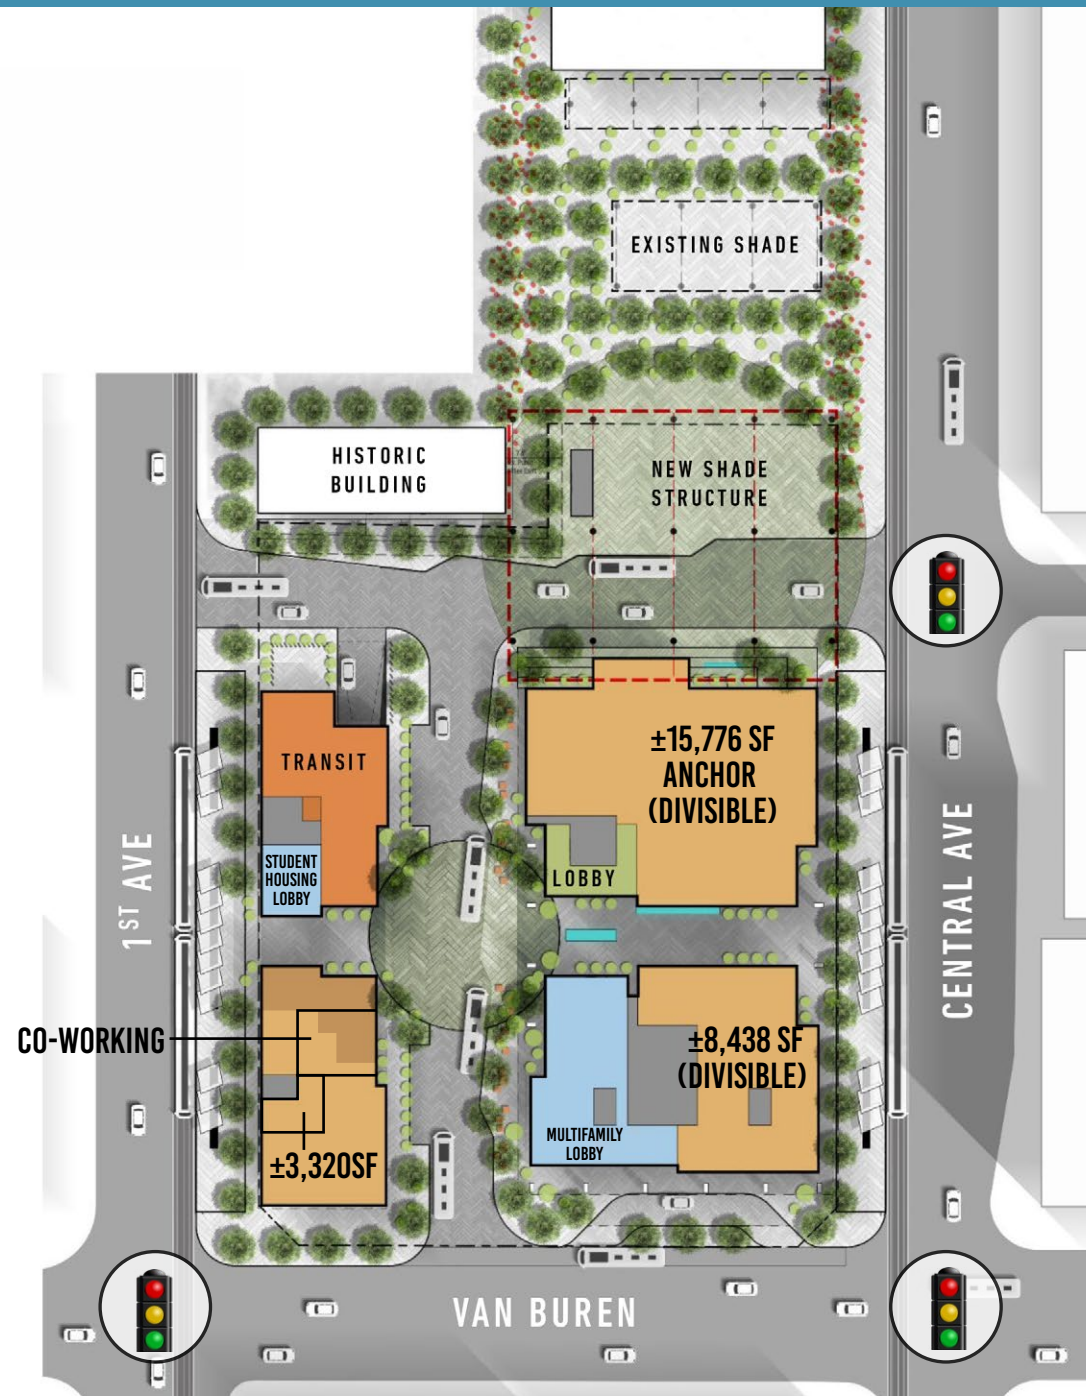 EXISTING SHADE
HISTORIC
BUILDING
NEW SHADE
STRUCTURE
TRANSIT
±15,776 SF
ANCHOR
(DIVISIBLE)
STUDENT
HOUSING
LOBBY
LOBBY
1ST AVE
CENTRAL AVE
CO-WORKING
±8,438 SF
(DIVISIBLE)
MULTIFAMILY
LOBBY
±3,320SF
VAN BUREN